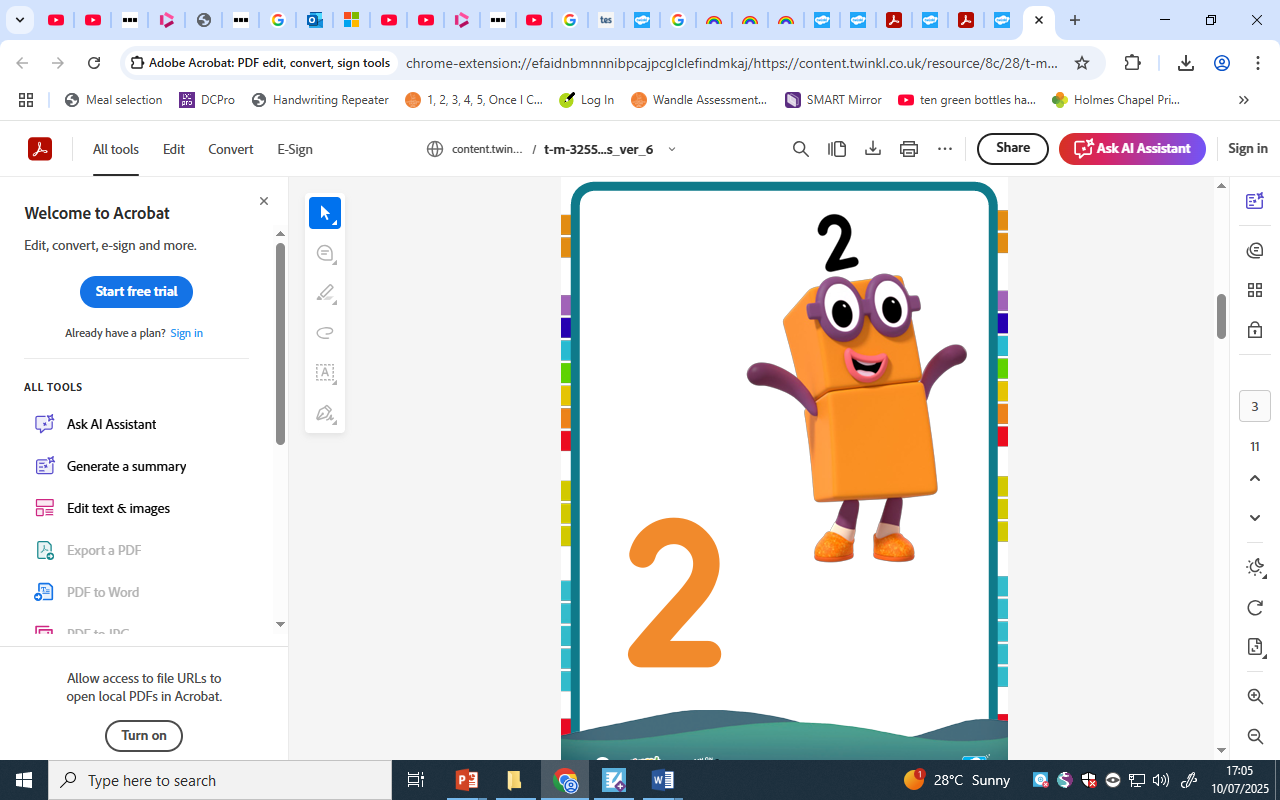 tes
Adobe Acrobat: PDF edit, convert, sign tools
chrome-extension://efaidnbmnnnibpcajpcglclefindmkaj/https://content.twinkl.co.uk/resource/8c/28/t-m...
Meal selection
DCPro
Handwriting Repeater
1, 2, 3, 4, 5, Once I C...
Log In
Wandle Assessment...
SMART Mirror
ten green bottles ha...
Holmes Chapel Pri...
All tools
Edit
Convert
E-Sign
content.twin... / t-m-3255...s_ver_6
Share
Ask AI Assistant
Sign in
Welcome to Acrobat
Edit, convert, e-sign and more.
Start free trial
Already have a plan? Sign in
ALL TOOLS
Ask AI Assistant
Generate a summary
Edit text & images
Export a PDF
PDF to Word
PDF to JPG
Allow access to file URLs to
open local PDFs in Acrobat.
Turn on
2
2
3
11
Type here to search
28°C Sunny
17:05
10/07/2025